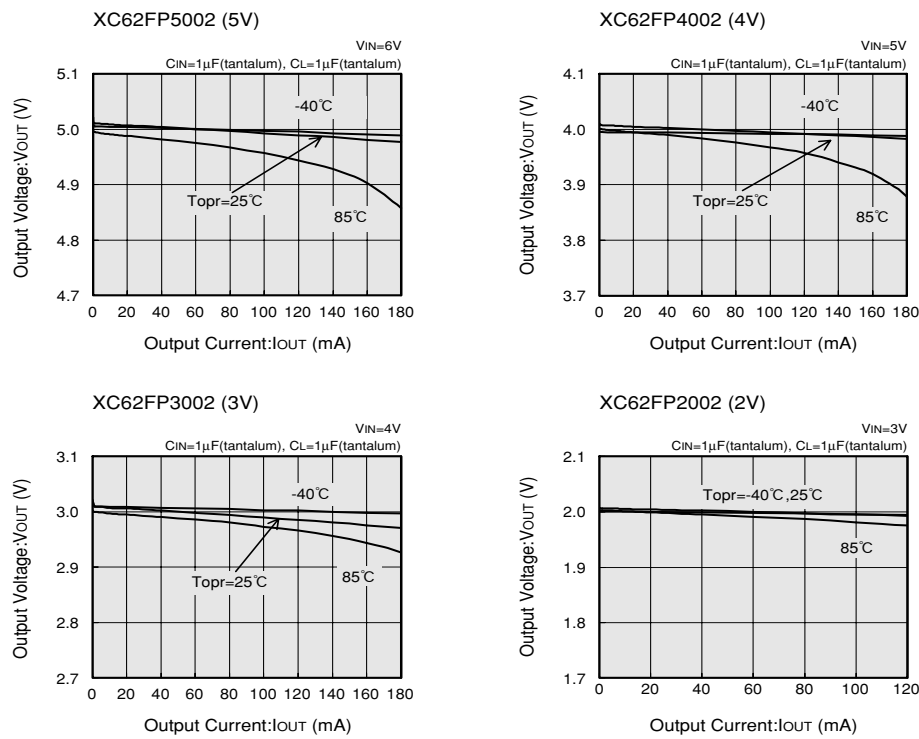 XC62FP5002 (5V)
VIN=6V
CIN=1μF(tantalum), CL=1μF(tantalum)
Output Voltage:VOUT (V)
5.1
5.0
4.9
4.8
4.7
-40℃
Topr=25℃
85℃
0 20 40 60 80 100 120 140 160 180
Output Current:IOUT (mA)
XC62FP4002 (4V)
VIN=5V
CIN=1μF(tantalum), CL=1μF(tantalum)
Output Voltage:VOUT (V)
4.1
4.0
3.9
3.8
3.7
-40℃
Topr=25℃
85℃
0 20 40 60 80 100 120 140 160 180
Output Current:IOUT (mA)
XC62FP3002 (3V)
VIN=4V
CIN=1μF(tantalum), CL=1μF(tantalum)
Output Voltage:VOUT (V)
3.1
3.0
2.9
2.8
2.7
-40℃
Topr=25℃
85℃
0 20 40 60 80 100 120 140 160 180
Output Current:IOUT (mA)
XC62FP2002 (2V)
VIN=3V
CIN=1μF(tantalum), CL=1μF(tantalum)
Output Voltage:VOUT (V)
2.1
2.0
1.9
1.8
1.7
Topr=-40℃,25℃
85℃
0 20 40 60 80 100 120
Output Current:IOUT (mA)